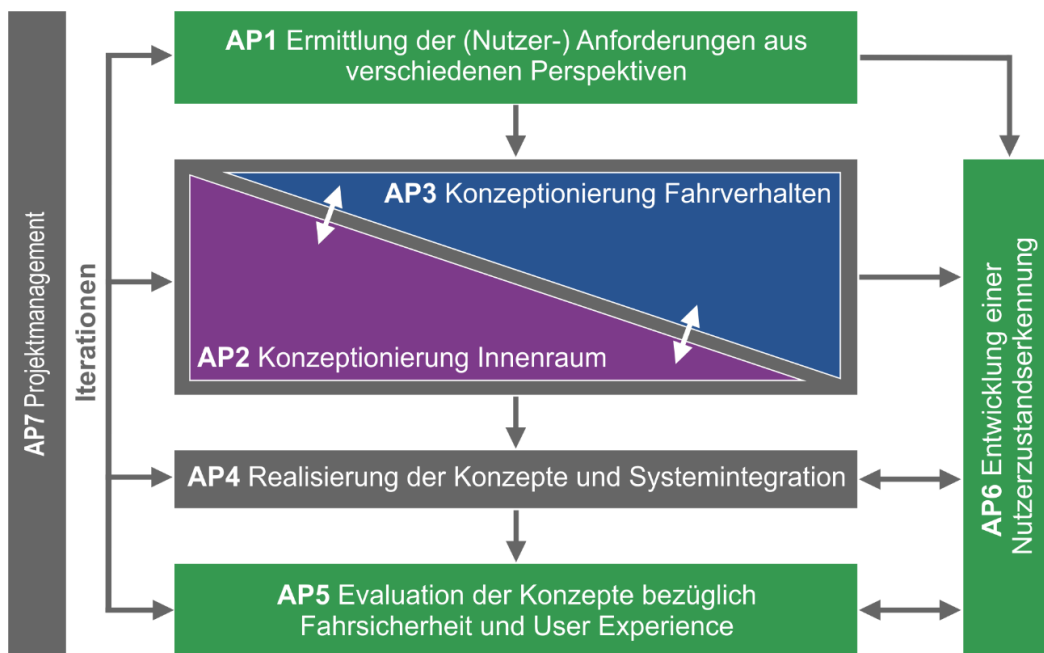 AP7 Projektmanagement
Iterationen
AP1 Ermittlung der (Nutzer-) Anforderungen aus
verschiedenen Perspektiven
AP3 Konzeptionierung Fahrverhalten
AP2 Konzeptionierung Innenraum
AP4 Realisierung der Konzepte und Systemintegration
AP5 Evaluation der Konzepte bezüglich
Fahrsicherheit und User Experience
AP6 Entwicklung einer
Nutzerzustandserkennung